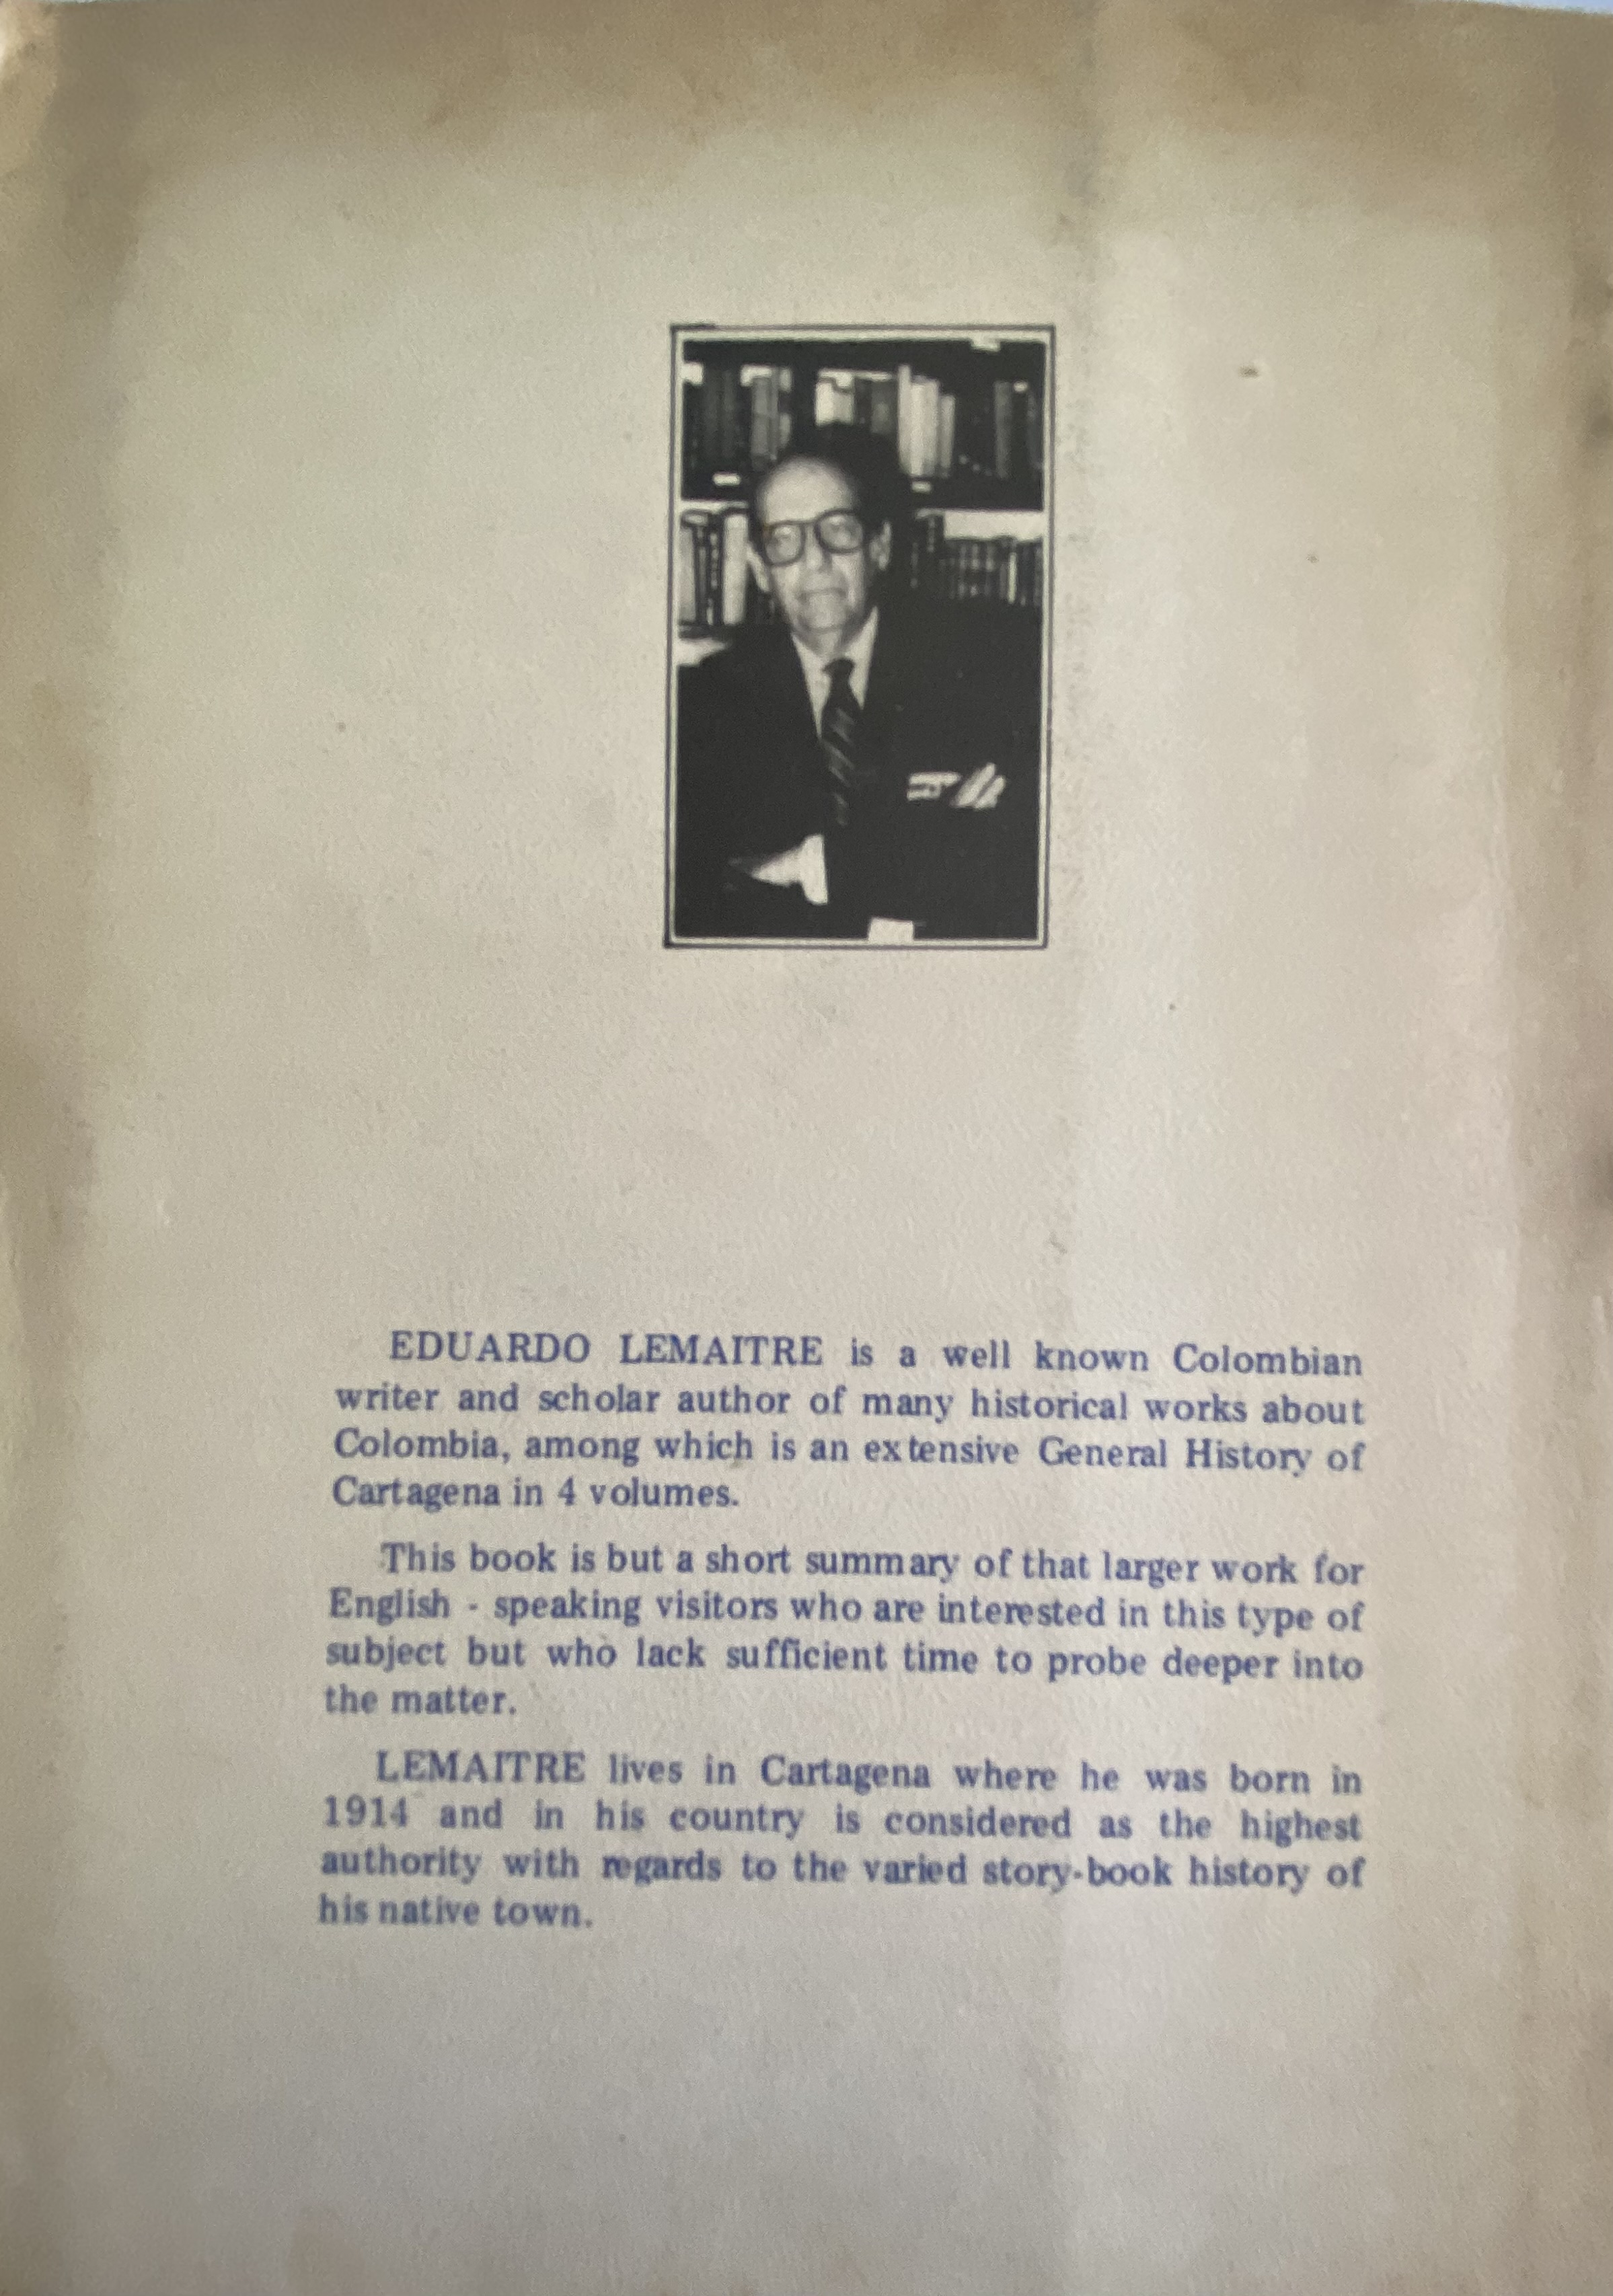 EDUARDO LEMAITRE is a well known Colombian
writer and scholar author of many historical works about
Colombia, among which is an extensive General History of
Cartagena in 4 volumes.
This book is but a short summary of that larger work for
English - speaking visitors who are interested in this type of
subject but who lack sufficient time to probe deeper into
the matter.
LEMAITRE lives in Cartagena where he was born in
1914 and in his country is considered as the highest
authority with regards to the varied story-book history of
his native town.